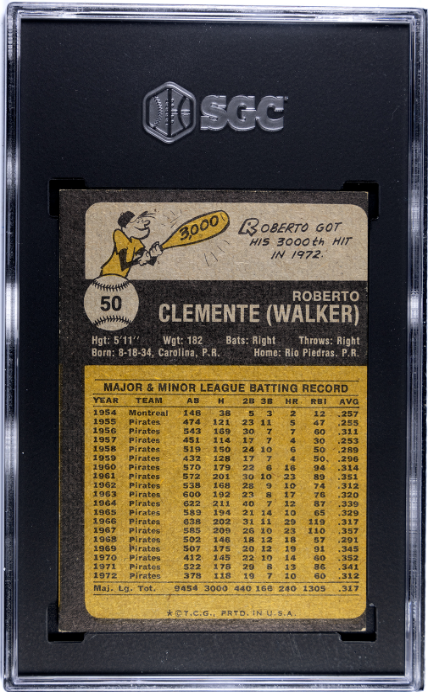 SGC
3,000
ROBERTO GOT
HIS 3000th HIT
IN 1972.
50
ROBERTO
CLEMENTE (WALKER)
Hgt: 5'11" Wgt: 182 Bats: Right Throws: Right
Born: 8-18-34, Carolina, P.R. Home: Rio Piedras, P.R.
MAJOR & MINOR LEAGUE BATTING RECORD
YEAR TEAM AB H 2B 3B HR RBI AVG
1954 Montreal 148 38 5 3 2 12 .257
1955 Pirates 474 121 23 11 5 47 .255
1956 Pirates 543 169 30 7 7 60 .311
1957 Pirates 451 114 17 7 4 30 .253
1958 Pirates 519 150 24 10 6 50 .289
1959 Pirates 432 128 17 7 4 50 .296
1960 Pirates 570 179 22 6 16 94 .314
1961 Pirates 572 201 30 10 23 89 .351
1962 Pirates 538 168 28 9 10 74 .312
1963 Pirates 600 192 23 8 17 76 .320
1964 Pirates 622 211 40 7 12 87 .339
1965 Pirates 589 194 21 14 10 65 .329
1966 Pirates 638 202 31 11 29 119 .317
1967 Pirates 585 209 26 10 23 110 .357
1968 Pirates 502 146 18 12 18 57 .291
1969 Pirates 507 175 20 12 19 91 .345
1970 Pirates 412 145 22 10 14 60 .352
1971 Pirates 522 178 29 8 13 86 .341
1972 Pirates 378 118 19 7 10 60 .312
Maj. Lg. Tot. 9454 3000 440 166 240 1305 .317
★©T.C.G., PRTD. IN U.S.A.